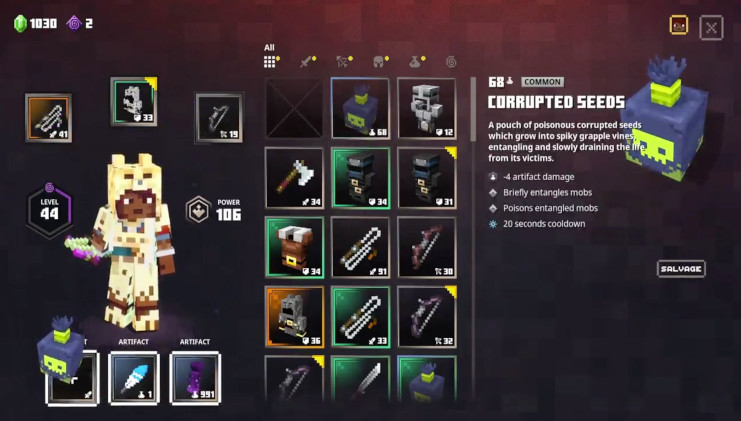 1030 2
All
68 COMMON
CORRUPTED SEEDS
A pouch of poisonous corrupted seeds
which grow into spiky grapple vines,
entangling and slowly draining the life
from its victims.
-4 artifact damage
Briefly entangles mobs
Poisons entangled mobs
20 seconds cooldown
SALVAGE
41
33
19
LEVEL
44
POWER
106
68
12
34
34
31
34
91
30
36
33
32
ARTIFACT
ARTIFACT
1
991